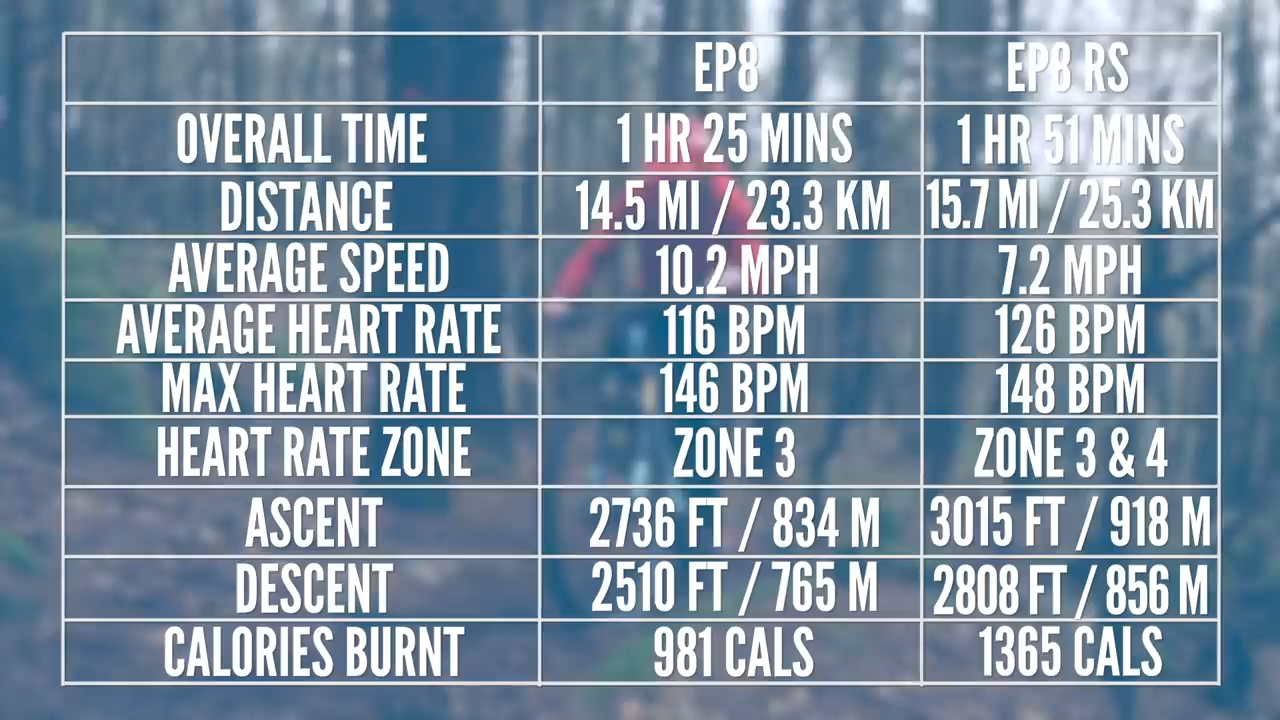 EP8 EP8 RS
OVERALL TIME 1 HR 25 MINS 1 HR 51 MINS
DISTANCE 14.5 MI / 23.3 KM 15.7 MI / 25.3 KM
AVERAGE SPEED 10.2 MPH 7.2 MPH
AVERAGE HEART RATE 116 BPM 126 BPM
MAX HEART RATE 146 BPM 148 BPM
HEART RATE ZONE ZONE 3 ZONE 3 & 4
ASCENT 2736 FT / 834 M 3015 FT / 918 M
DESCENT 2510 FT / 765 M 2808 FT / 856 M
CALORIES BURNT 981 CALS 1365 CALS